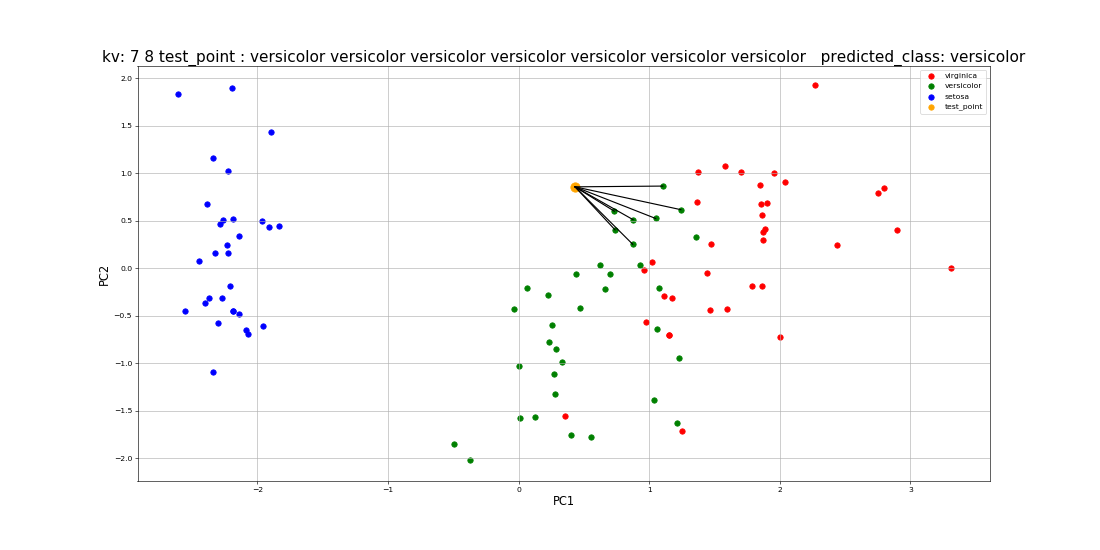 kv: 7 8 test_point : versicolor versicolor versicolor versicolor versicolor versicolor versicolor   predicted_class: versicolor
virginica
versicolor
setosa
test_point
PC2
2.0
1.5
1.0
0.5
0.0
−0.5
−1.0
−1.5
−2.0
−2
−1
0
1
2
3
PC1